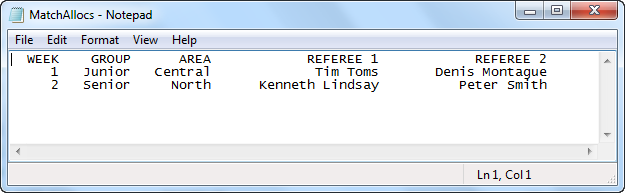 MatchAllocs - Notepad
File Edit Format View Help
WEEK GROUP AREA REFEREE 1 REFEREE 2
1 Junior Central Tim Toms Denis Montague
2 Senior North Kenneth Lindsay Peter Smith
Ln 1, Col 1